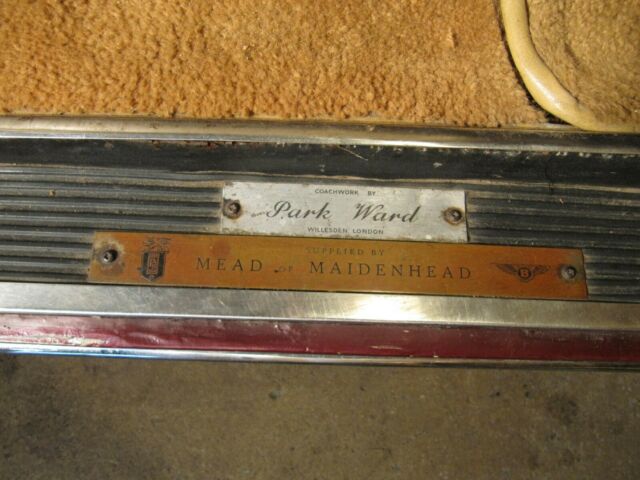 COACHWORK BY
Park Ward
WILLESDEN LONDON
SUPPLIED BY
MEAD OF MAIDENHEAD
B